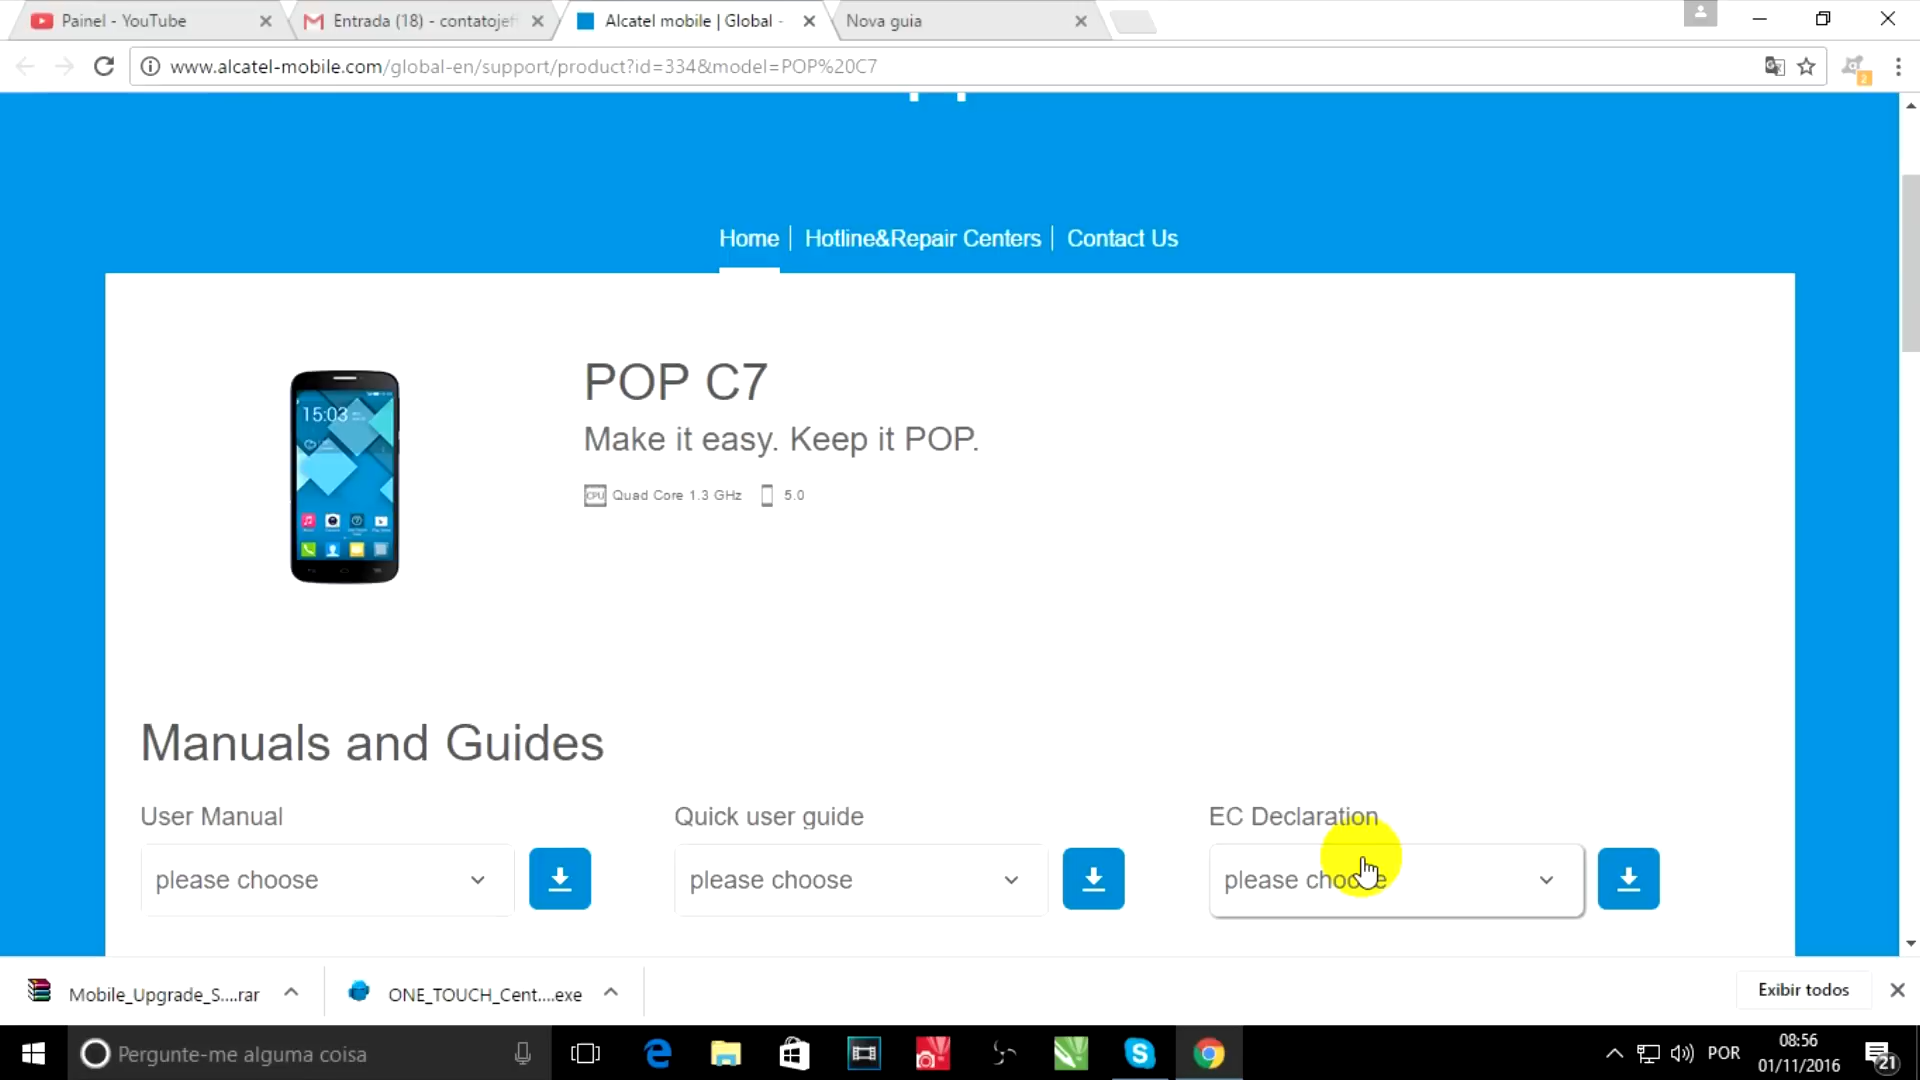 Painel - YouTube
Entrada (18) - contatojef
Alcatel mobile | Global -
Nova guia
www.alcatel-mobile.com/global-en/support/product?id=334&model=POP%20C7
2
Home
Hotline&Repair Centers
Contact Us
15:03
POP C7
Make it easy. Keep it POP.
CPU Quad Core 1.3 GHz 5.0
Manuals and Guides
User Manual
Quick user guide
EC Declaration
please choose
please choose
please choose
Mobile_Upgrade_S....rar
ONE_TOUCH_Cent....exe
Exibir todos
Pergunte-me alguma coisa
POR
08:56
01/11/2016
21